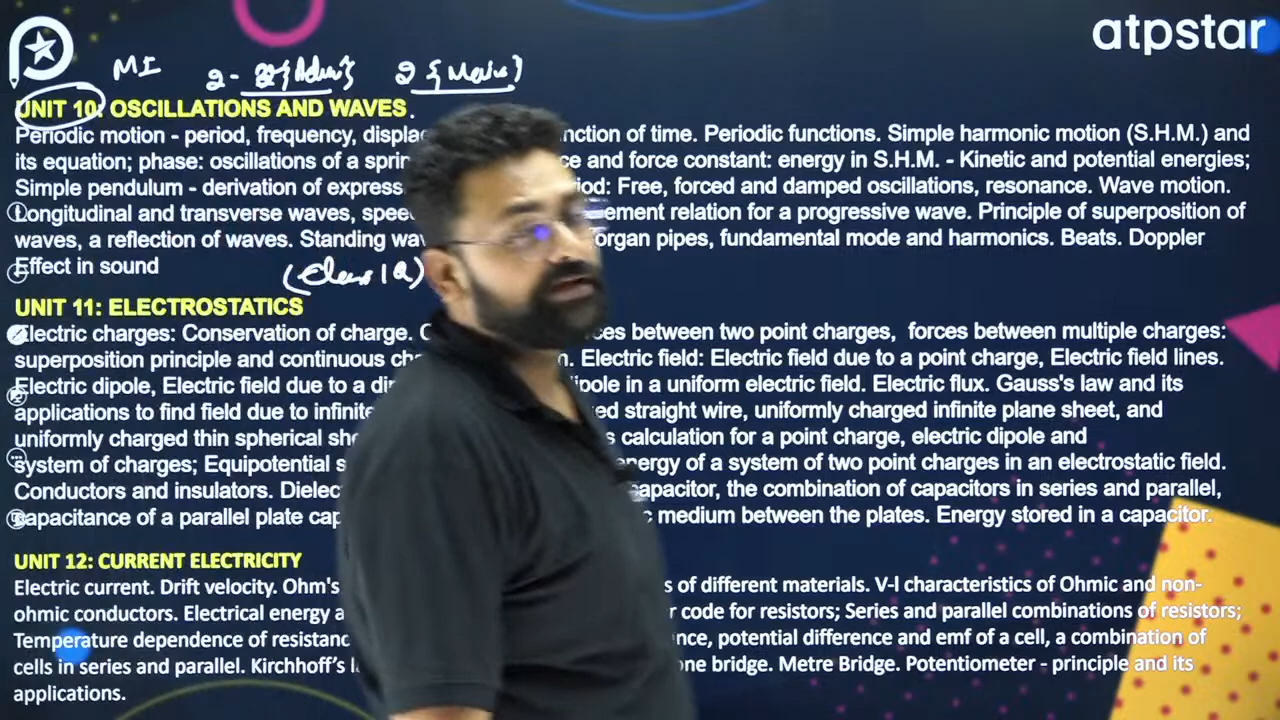 atpstar
MI 2 - {Adv} 2 {Mains}
UNIT 10: OSCILLATIONS AND WAVES
Periodic motion - period, frequency, displac nction of time. Periodic functions. Simple harmonic motion (S.H.M.) and
its equation; phase: oscillations of a sprin ce and force constant: energy in S.H.M. - Kinetic and potential energies;
Simple pendulum - derivation of express iod: Free, forced and damped oscillations, resonance. Wave motion.
Longitudinal and transverse waves, spee ement relation for a progressive wave. Principle of superposition of
waves, a reflection of waves. Standing wav organ pipes, fundamental mode and harmonics. Beats. Doppler
Effect in sound (Class 12)
UNIT 11: ELECTROSTATICS
Electric charges: Conservation of charge. C ces between two point charges, forces between multiple charges:
superposition principle and continuous cha n. Electric field: Electric field due to a point charge, Electric field lines.
Electric dipole, Electric field due to a dip dipole in a uniform electric field. Electric flux. Gauss's law and its
applications to find field due to infinite ed straight wire, uniformly charged infinite plane sheet, and
uniformly charged thin spherical she s calculation for a point charge, electric dipole and
system of charges; Equipotential s energy of a system of two point charges in an electrostatic field.
Conductors and insulators. Dielec capacitor, the combination of capacitors in series and parallel,
capacitance of a parallel plate cap c medium between the plates. Energy stored in a capacitor.
UNIT 12: CURRENT ELECTRICITY
Electric current. Drift velocity. Ohm's s of different materials. V-l characteristics of Ohmic and non-
ohmic conductors. Electrical energy a r code for resistors; Series and parallel combinations of resistors;
Temperature dependence of resistanc nce, potential difference and emf of a cell, a combination of
cells in series and parallel. Kirchhoff's l one bridge. Metre Bridge. Potentiometer - principle and its
applications.